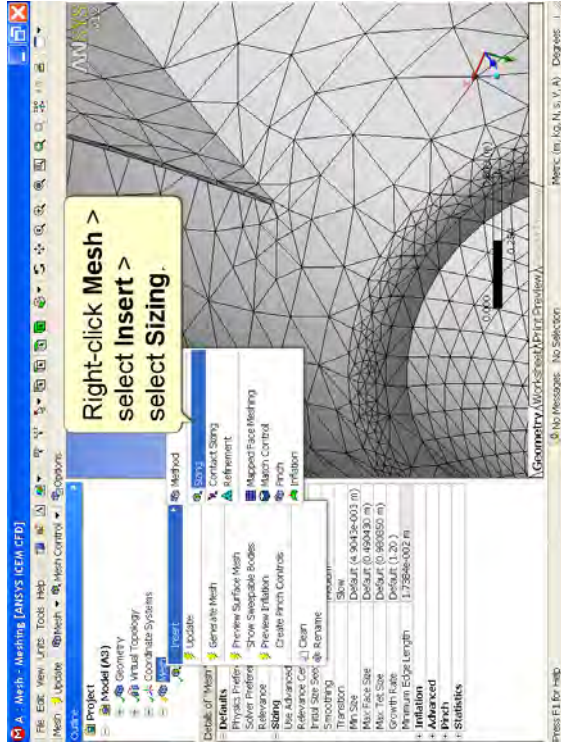 A : Mesh - Meshing [ANSYS ICEM CFD]
File Edit View Units Tools Help
Mesh Update Mesh Mesh Control Options
Outline
Project
Model (A3)
Geometry
Virtual Topology
Coordinate Systems
Mesh
Insert
Update
Generate Mesh
Preview Surface Mesh
Show Sweepable Bodies
Preview Inflation
Create Pinch Controls
Clean
Rename
Method
Sizing
Contact Sizing
Refinement
Mapped Face Meshing
Match Control
Pinch
Inflation
Right-click Mesh >
select Insert >
select Sizing.
Details of "Mesh"
Defaults
Physics Prefer
Solver Prefere
Relevance
Sizing
Use Advanced
Relevance Cer
Initial Size See
Smoothing
Transition Slow
Min Size Default (4.9043e-003 m)
Max Face Size Default (0.490430 m)
Max Tet Size Default (0.980850 m)
Growth Rate Default (1.20 )
Minimum Edge Length 1.7384e-002 m
Inflation
Advanced
Pinch
Statistics
ANSYS
0.000
Geometry Worksheet Print Preview
Press F1 for Help
No Messages
No Selection
Metric (m, kg, N, s, V, A) Degrees